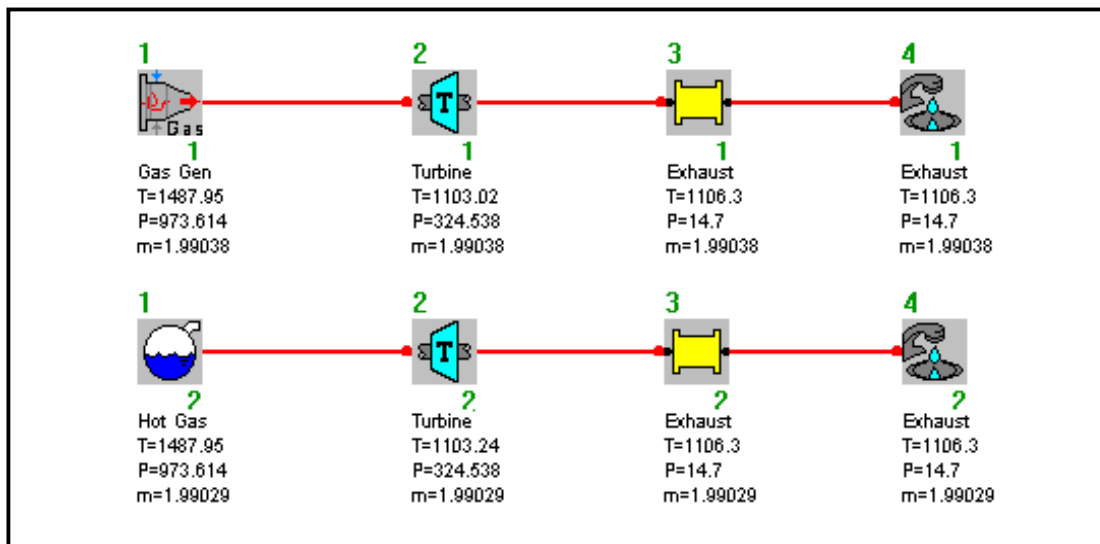 1 2 3 4
Gas T
1 1 1 1
Gas Gen Turbine Exhaust Exhaust
T=1487.95 T=1103.02 T=1106.3 T=1106.3
P=973.614 P=324.538 P=14.7 P=14.7
m=1.99038 m=1.99038 m=1.99038 m=1.99038
1 2 3 4
T
2 2 2 2
Hot Gas Turbine Exhaust Exhaust
T=1487.95 T=1103.24 T=1106.3 T=1106.3
P=973.614 P=324.538 P=14.7 P=14.7
m=1.99029 m=1.99029 m=1.99029 m=1.99029